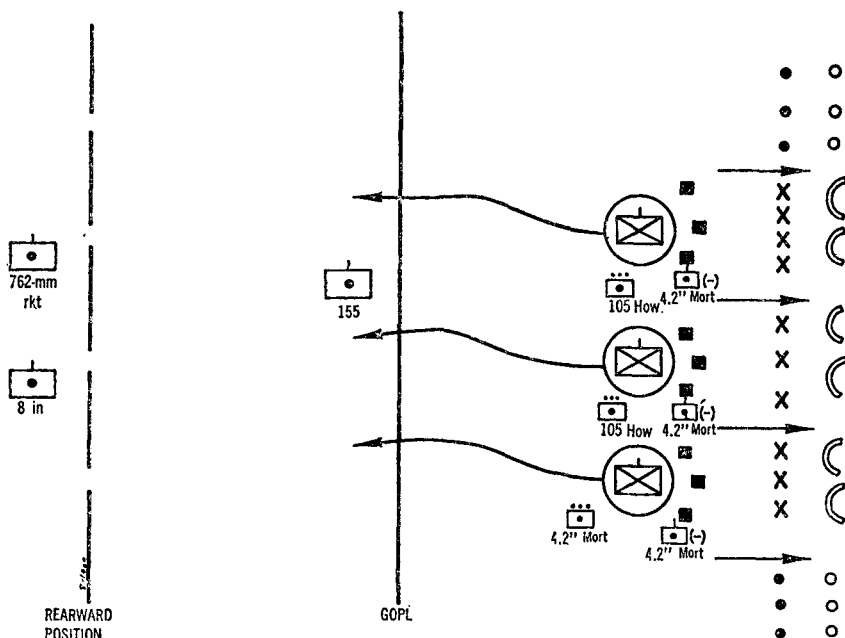 (-)
105 How.
4.2" Mort
762-mm
rkt
155
(-)
105 How
4.2" Mort
8 in
(-)
4.2" Mort
4.2" Mort
REARWARD
POSITION
GOPL